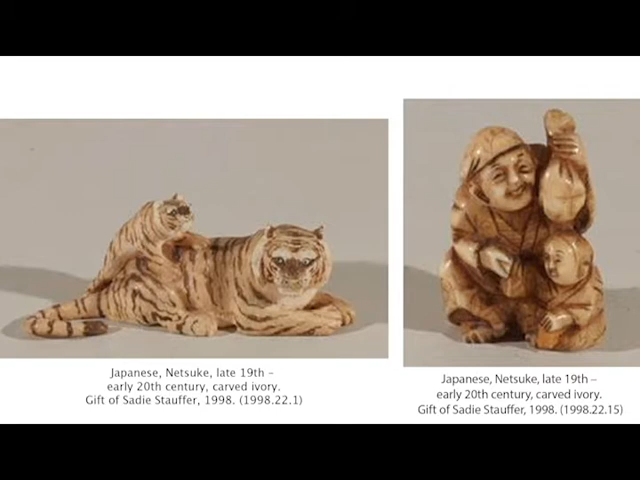 Japanese, Netsuke, late 19th –
early 20th century, carved ivory.
Gift of Sadie Stauffer, 1998. (1998.22.1)
Japanese, Netsuke, late 19th –
early 20th century, carved ivory.
Gift of Sadie Stauffer, 1998. (1998.22.15)